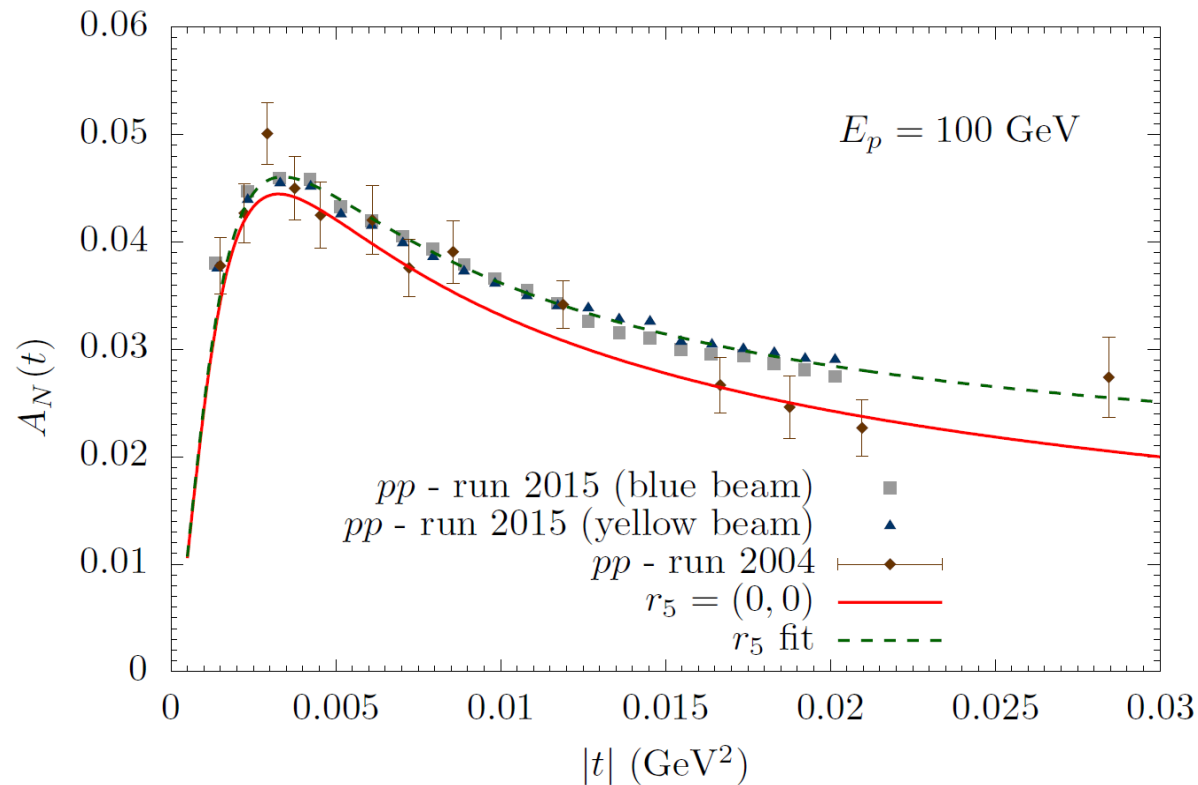 0.06
0.05
0.04
0.03
0.02
0.01
0
A_N(t)
E_p = 100 GeV
pp - run 2015 (blue beam)
pp - run 2015 (yellow beam)
pp - run 2004
r_5 = (0, 0)
r_5 fit
0 0.005 0.01 0.015 0.02 0.025 0.03
|t| (GeV^2)